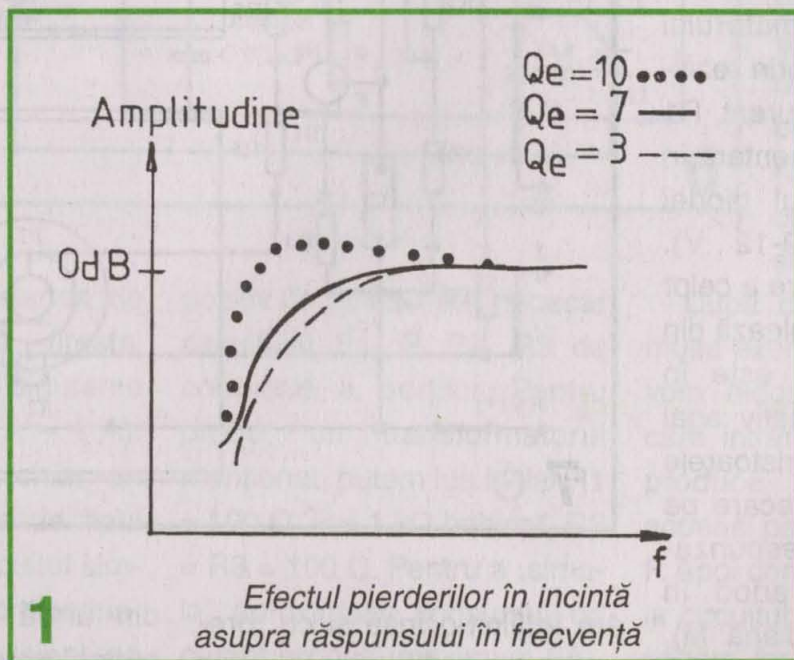 Qe=10
Qe=7
Qe=3
Amplitudine
0dB
f
1
Efectul pierderilor în incintă
asupra răspunsului în frecvență